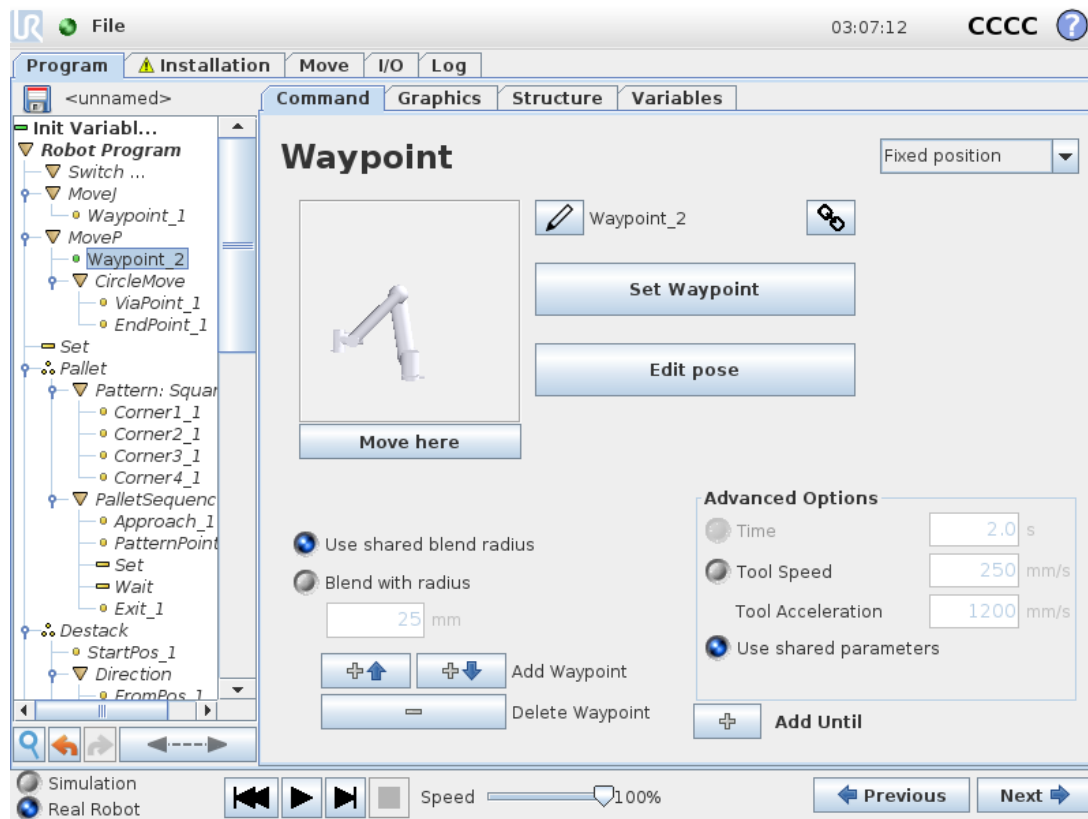 UR File 03:07:12 CCCC ?
Program Installation Move I/O Log
<unnamed> Command Graphics Structure Variables
Init Variabl...
Robot Program
Switch ...
MoveJ
Waypoint_1
MoveP
Waypoint_2
CircleMove
ViaPoint_1
EndPoint_1
Set
Pallet
Pattern: Squar
Corner1_1
Corner2_1
Corner3_1
Corner4_1
PalletSequenc
Approach_1
PatternPoint
Set
Wait
Exit_1
Destack
StartPos_1
Direction
FromPos_1
Waypoint
Fixed position
Waypoint_2
Set Waypoint
Edit pose
Move here
Use shared blend radius
Blend with radius
25 mm
Add Waypoint
Delete Waypoint
Advanced Options
Time 2.0 s
Tool Speed 250 mm/s
Tool Acceleration 1200 mm/s
Use shared parameters
Add Until
Simulation
Real Robot
Speed 100%
Previous Next